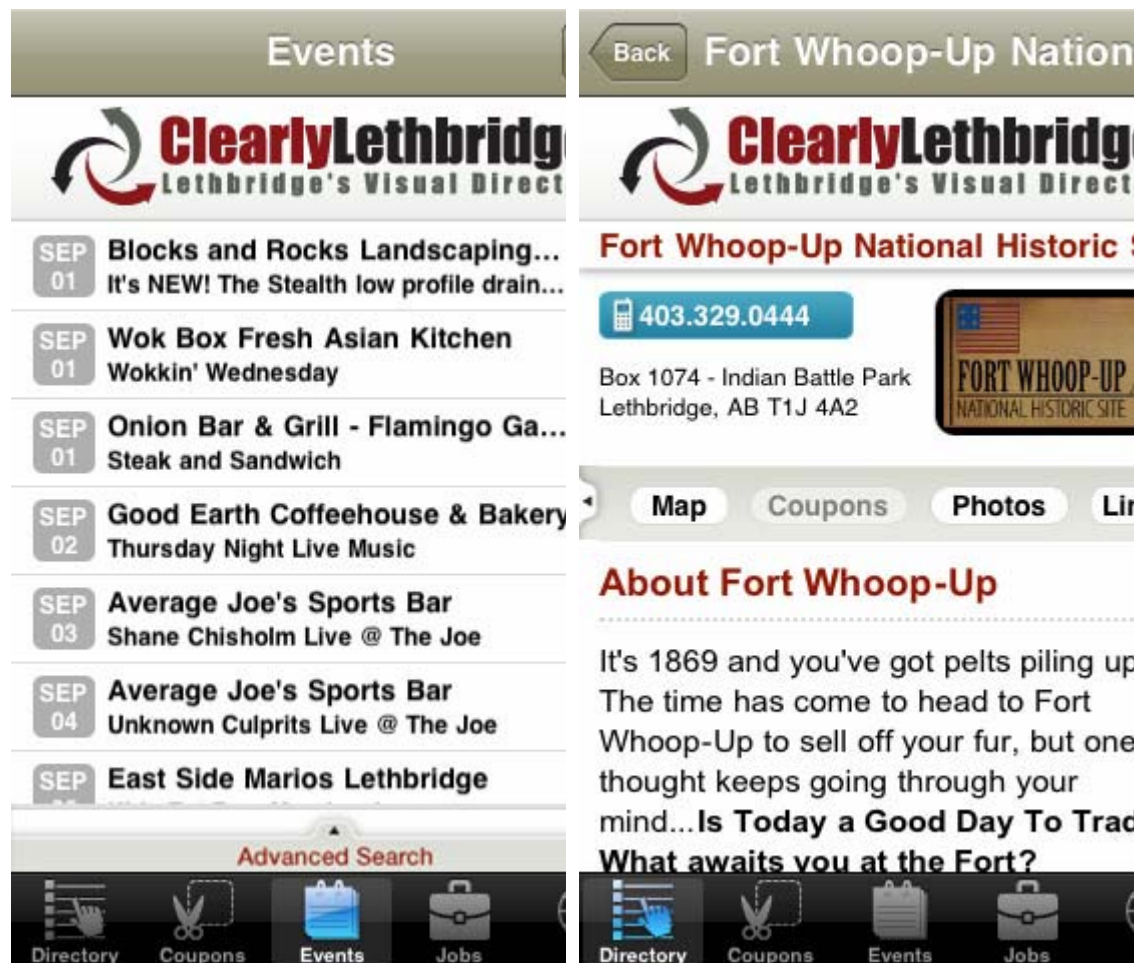 Events
ClearlyLethbridg
Lethbridge's Visual Direct
SEP
01
Blocks and Rocks Landscaping...
It's NEW! The Stealth low profile drain...
SEP
01
Wok Box Fresh Asian Kitchen
Wokkin' Wednesday
SEP
01
Onion Bar & Grill - Flamingo Ga...
Steak and Sandwich
SEP
02
Good Earth Coffeehouse & Bakery
Thursday Night Live Music
SEP
03
Average Joe's Sports Bar
Shane Chisholm Live @ The Joe
SEP
04
Average Joe's Sports Bar
Unknown Culprits Live @ The Joe
SEP
East Side Marios Lethbridge
Advanced Search
Directory
Coupons
Events
Jobs
Back
Fort Whoop-Up Nation
ClearlyLethbridg
Lethbridge's Visual Direct
Fort Whoop-Up National Historic
403.329.0444
Box 1074 - Indian Battle Park
Lethbridge, AB T1J 4A2
FORT WHOOP-UP
NATIONAL HISTORIC SITE
Map
Coupons
Photos
Lin
About Fort Whoop-Up
It's 1869 and you've got pelts piling up
The time has come to head to Fort
Whoop-Up to sell off your fur, but one
thought keeps going through your
mind...Is Today a Good Day To Trad
What awaits you at the Fort?
Directory
Coupons
Events
Jobs